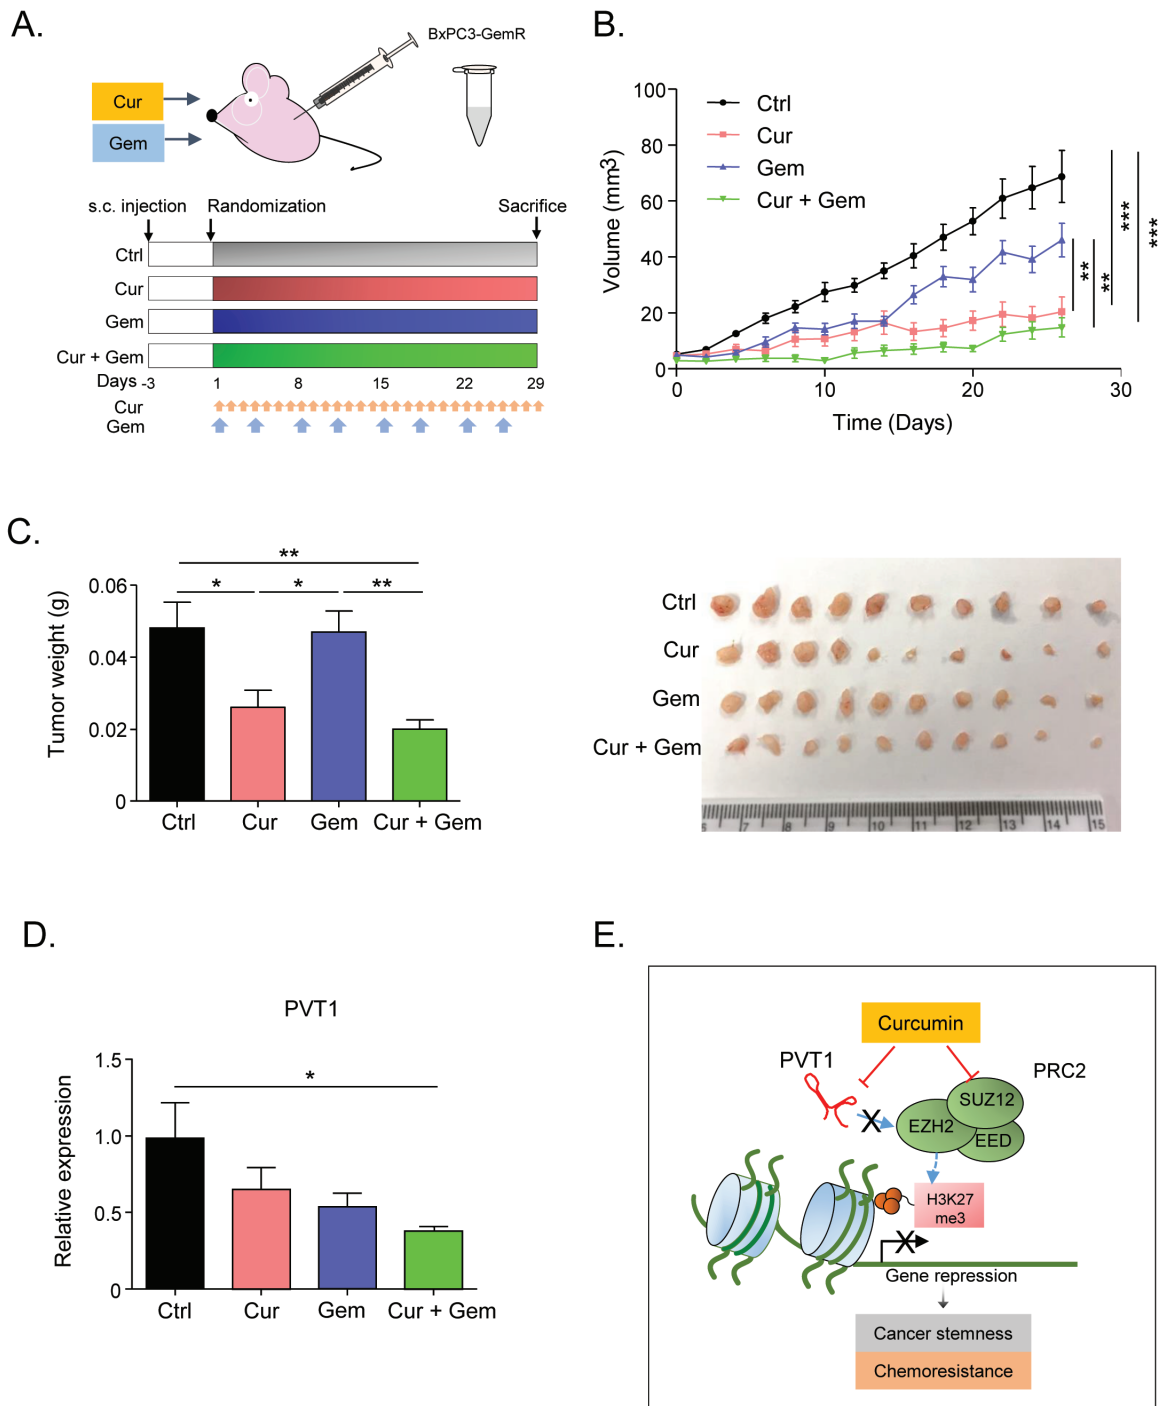 A.
BxPC3-GemR
Cur
Gem
s.c. injection Randomization Sacrifice
Ctrl
Cur
Gem
Cur + Gem
Days -3 1 8 15 22 29
Cur
Gem
B.
100
80
60
40
20
0
Volume (mm3)
Ctrl
Cur
Gem
Cur + Gem
** ** *** ***
0 10 20 30
Time (Days)
C.
**
* * **
0.06
0.04
0.02
0
Tumor weight (g)
Ctrl Cur Gem Cur + Gem
Ctrl
Cur
Gem
Cur + Gem
7 8 9 10 11 12 13 14 15
D.
PVT1
*
1.5
1.0
0.5
0
Relative expression
Ctrl Cur Gem Cur + Gem
E.
Curcumin
PVT1
PRC2
SUZ12
EZH2
EED
H3K27
me3
X
X
Gene repression
Cancer stemness
Chemoresistance